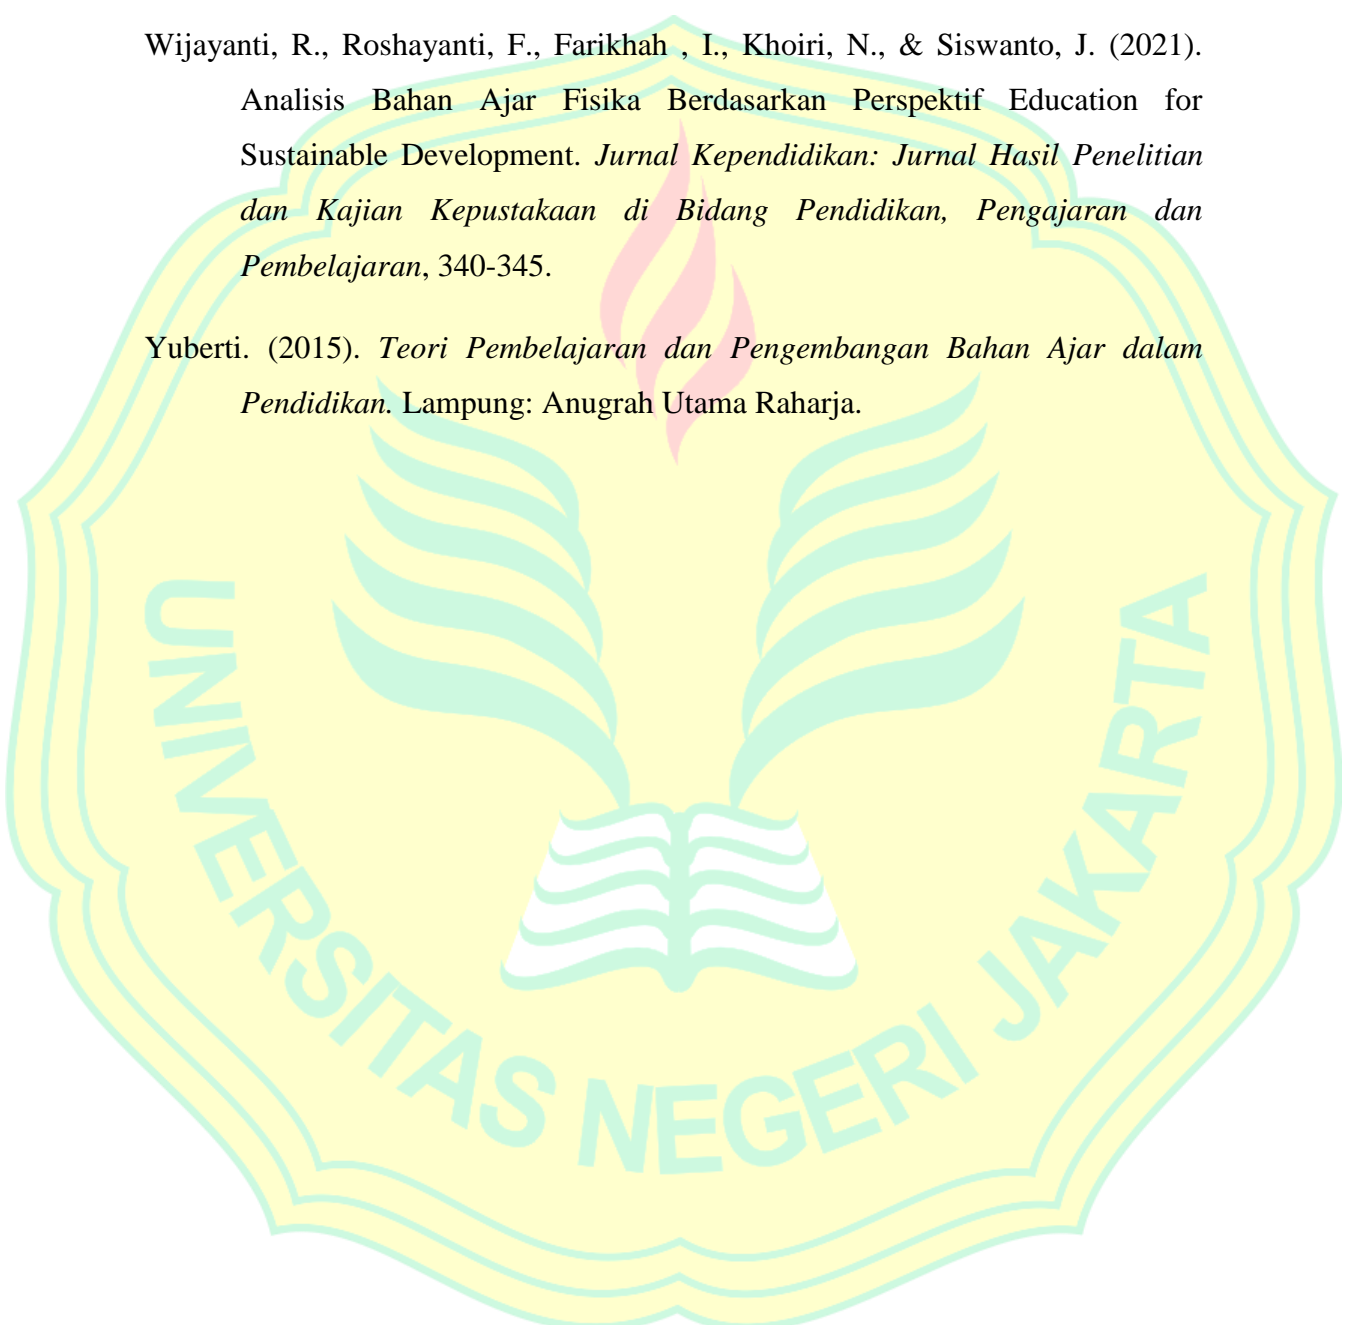 Wijayanti, R., Roshayanti, F., Farikhah , I., Khoiri, N., & Siswanto, J. (2021).
Analisis Bahan Ajar Fisika Berdasarkan Perspektif Education for
Sustainable Development. Jurnal Kependidikan: Jurnal Hasil Penelitian
dan Kajian Kepustakaan di Bidang Pendidikan, Pengajaran dan
Pembelajaran, 340-345.
Yuberti. (2015). Teori Pembelajaran dan Pengembangan Bahan Ajar dalam
Pendidikan. Lampung: Anugrah Utama Raharja.
UNIVERSITAS NEGERI JAKARTA